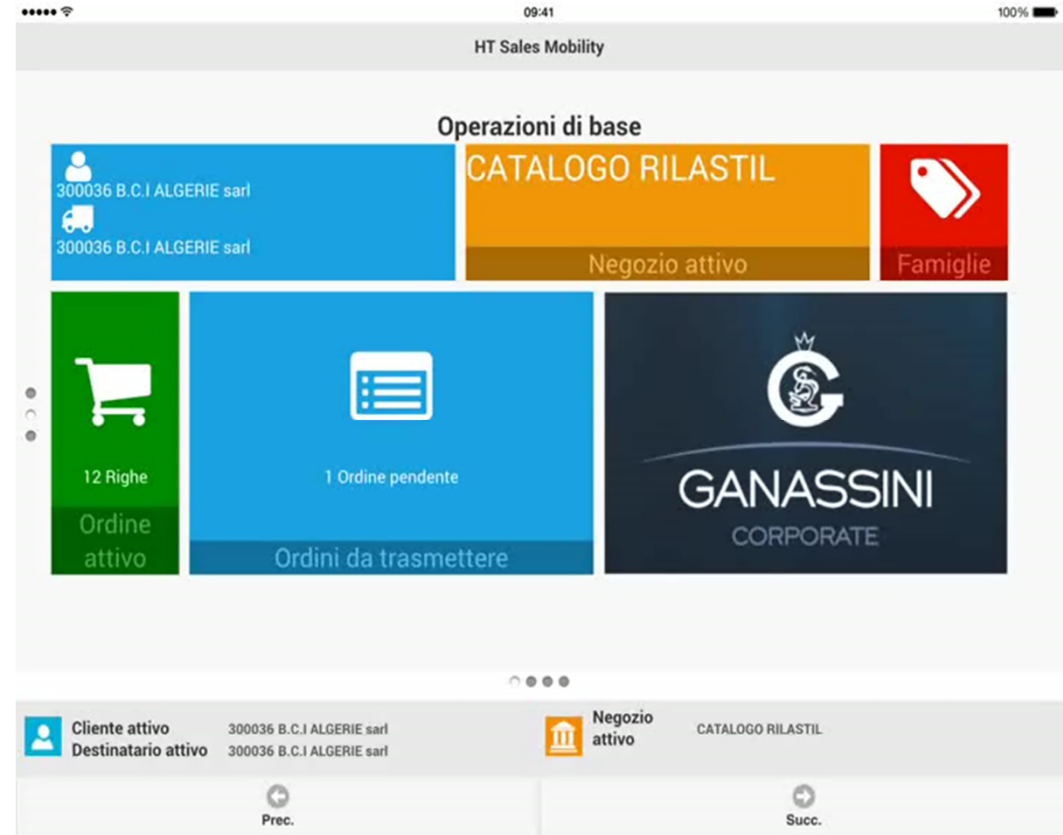 09:41
100%
HT Sales Mobility
Operazioni di base
300036 B.C.I ALGERIE sarl
300036 B.C.I ALGERIE sarl
CATALOGO RILASTIL
Negozio attivo
Famiglie
12 Righe
Ordine
attivo
1 Ordine pendente
Ordini da trasmettere
G
GANASSINI
CORPORATE
Cliente attivo
300036 B.C.I ALGERIE sarl
Destinatario attivo
300036 B.C.I ALGERIE sarl
Negozio
attivo
CATALOGO RILASTIL
Prec.
Succ.